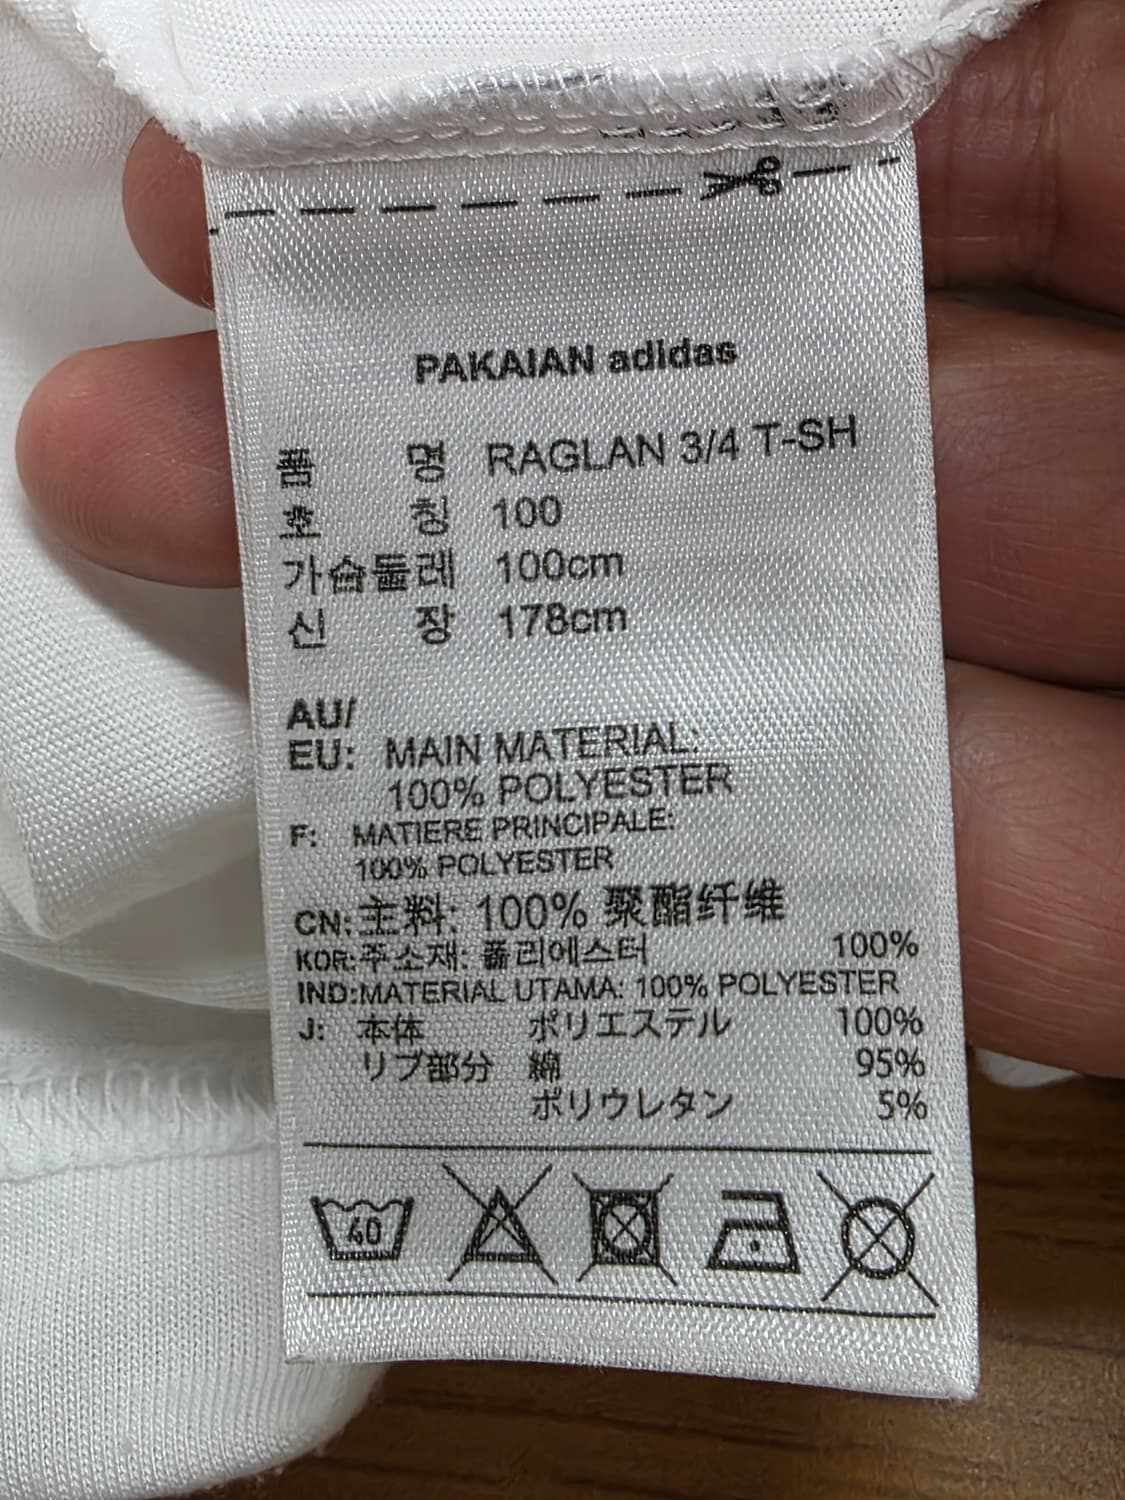 PAKAIAN adidas
품 명 RAGLAN 3/4 T-SH
호 칭 100
가슴둘레 100cm
신 장 178cm
AU/
EU: MAIN MATERIAL:
100% POLYESTER
F: MATIERE PRINCIPALE:
100% POLYESTER
CN: 主料: 100% 聚酯纤维
KOR: 주소재: 폴리에스터 100%
IND: MATERIAL UTAMA: 100% POLYESTER
J: 本体 ポリエステル 100%
リブ部分 綿 95%
ポリウレタン 5%
40